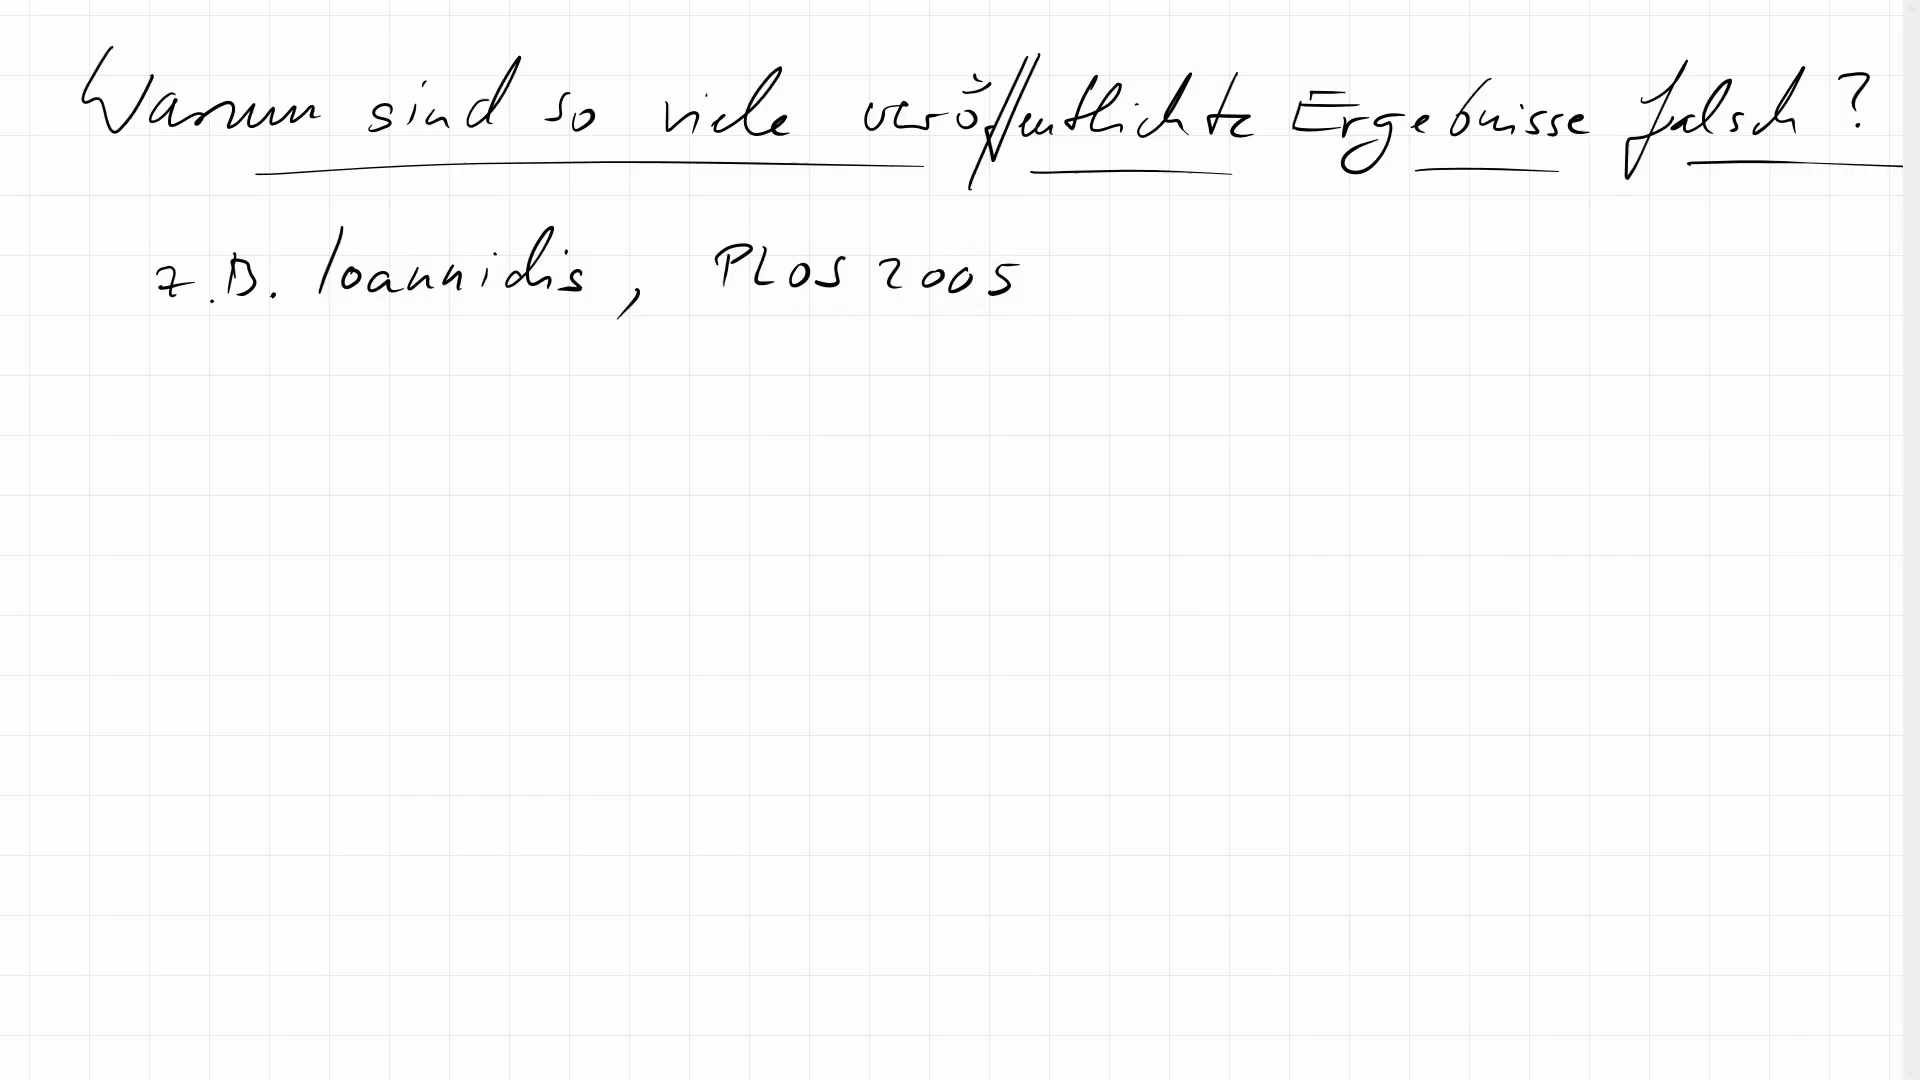 Warum sind so viele veröffentlichte Ergebnisse falsch?
z.B. Ioannidis, PLOS 2005